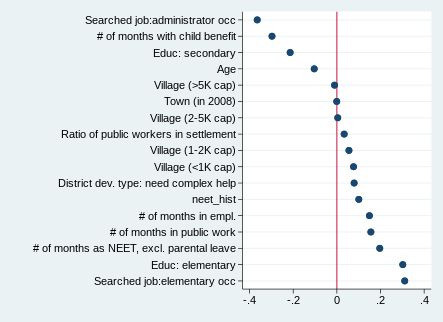 Searched job:administrator occ
# of months with child benefit
Educ: secondary
Age
Village (>5K cap)
Town (in 2008)
Village (2-5K cap)
Ratio of public workers in settlement
Village (1-2K cap)
Village (<1K cap)
District dev. type: need complex help
neet_hist
# of months in empl.
# of months in public work
# of months as NEET, excl. parental leave
Educ: elementary
Searched job:elementary occ
-.4 -.2 0 .2 .4